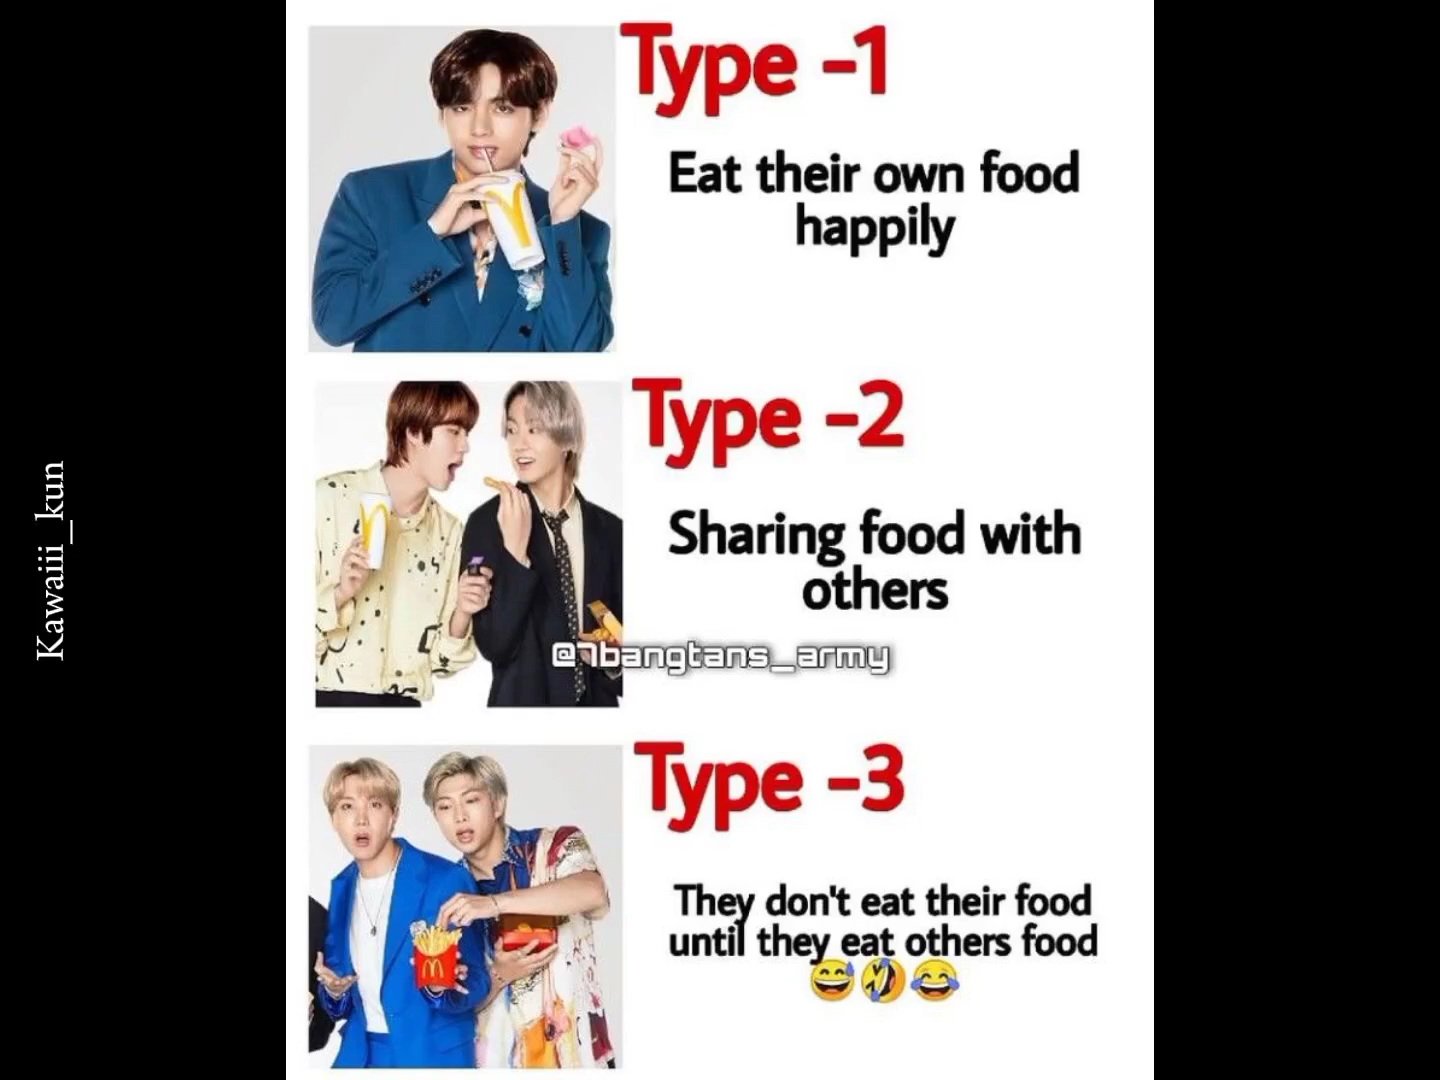 Kawaiii_kun
Type -1
Eat their own food
happily
Type -2
Sharing food with
others
@7bangtans_army
Type -3
They don't eat their food
until they eat others food
😅🤣😂